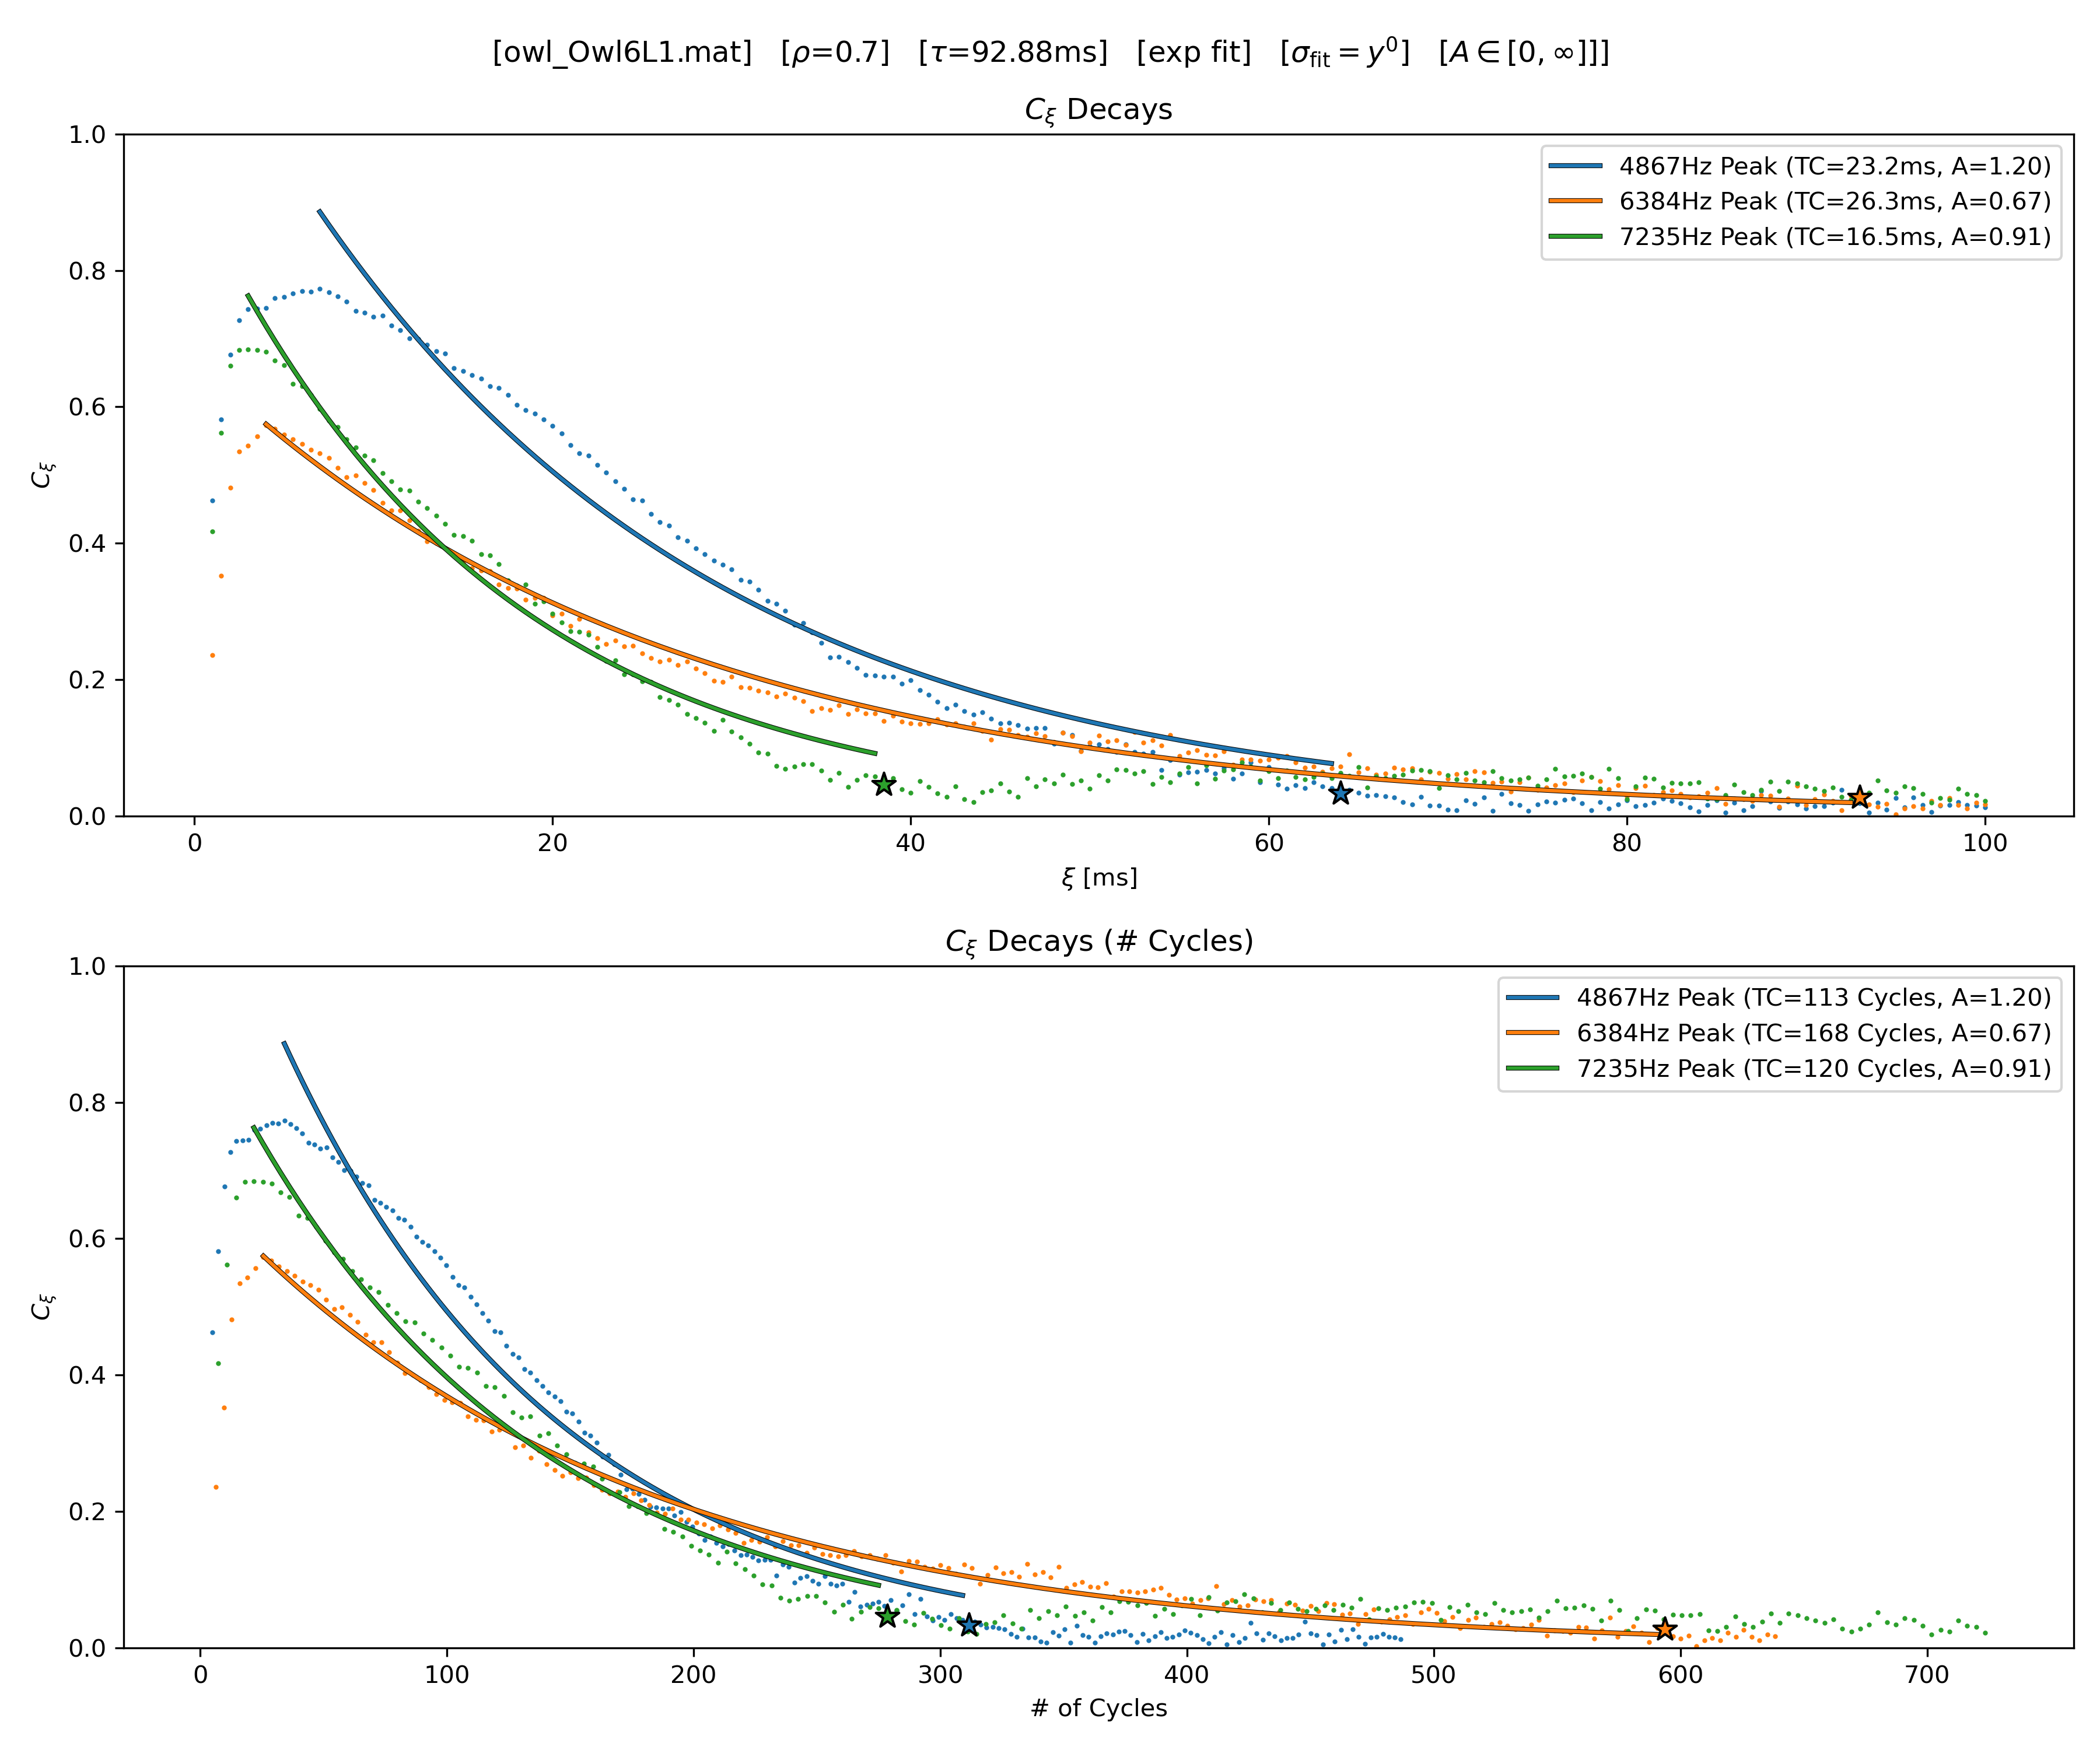 [owl_Owl6L1.mat] [ρ=0.7] [τ=92.88ms] [exp fit] [σ_fit = y^0] [A ∈ [0, ∞]]]
C_ξ Decays
1.0
0.8
0.6
0.4
0.2
0.0
C_ξ
4867Hz Peak (TC=23.2ms, A=1.20)
6384Hz Peak (TC=26.3ms, A=0.67)
7235Hz Peak (TC=16.5ms, A=0.91)
0 20 40 60 80 100
ξ [ms]
C_ξ Decays (# Cycles)
1.0
0.8
0.6
0.4
0.2
0.0
C_ξ
4867Hz Peak (TC=113 Cycles, A=1.20)
6384Hz Peak (TC=168 Cycles, A=0.67)
7235Hz Peak (TC=120 Cycles, A=0.91)
0 100 200 300 400 500 600 700
# of Cycles